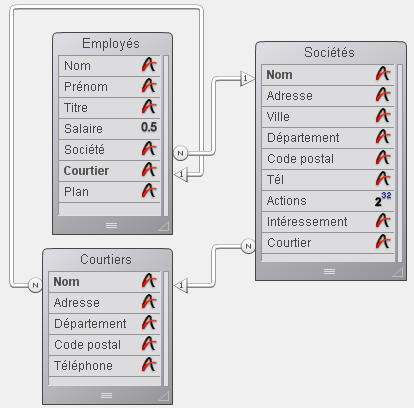 Employés
Nom
Prénom
Titre
Salaire 0.5
Société N
Courtier 1
Plan
Sociétés
1 Nom
Adresse
Ville
Département
Code postal
Tél
Actions 2^32
Intéressement
N Courtier
Courtiers
N Nom 1
Adresse
Département
Code postal
Téléphone